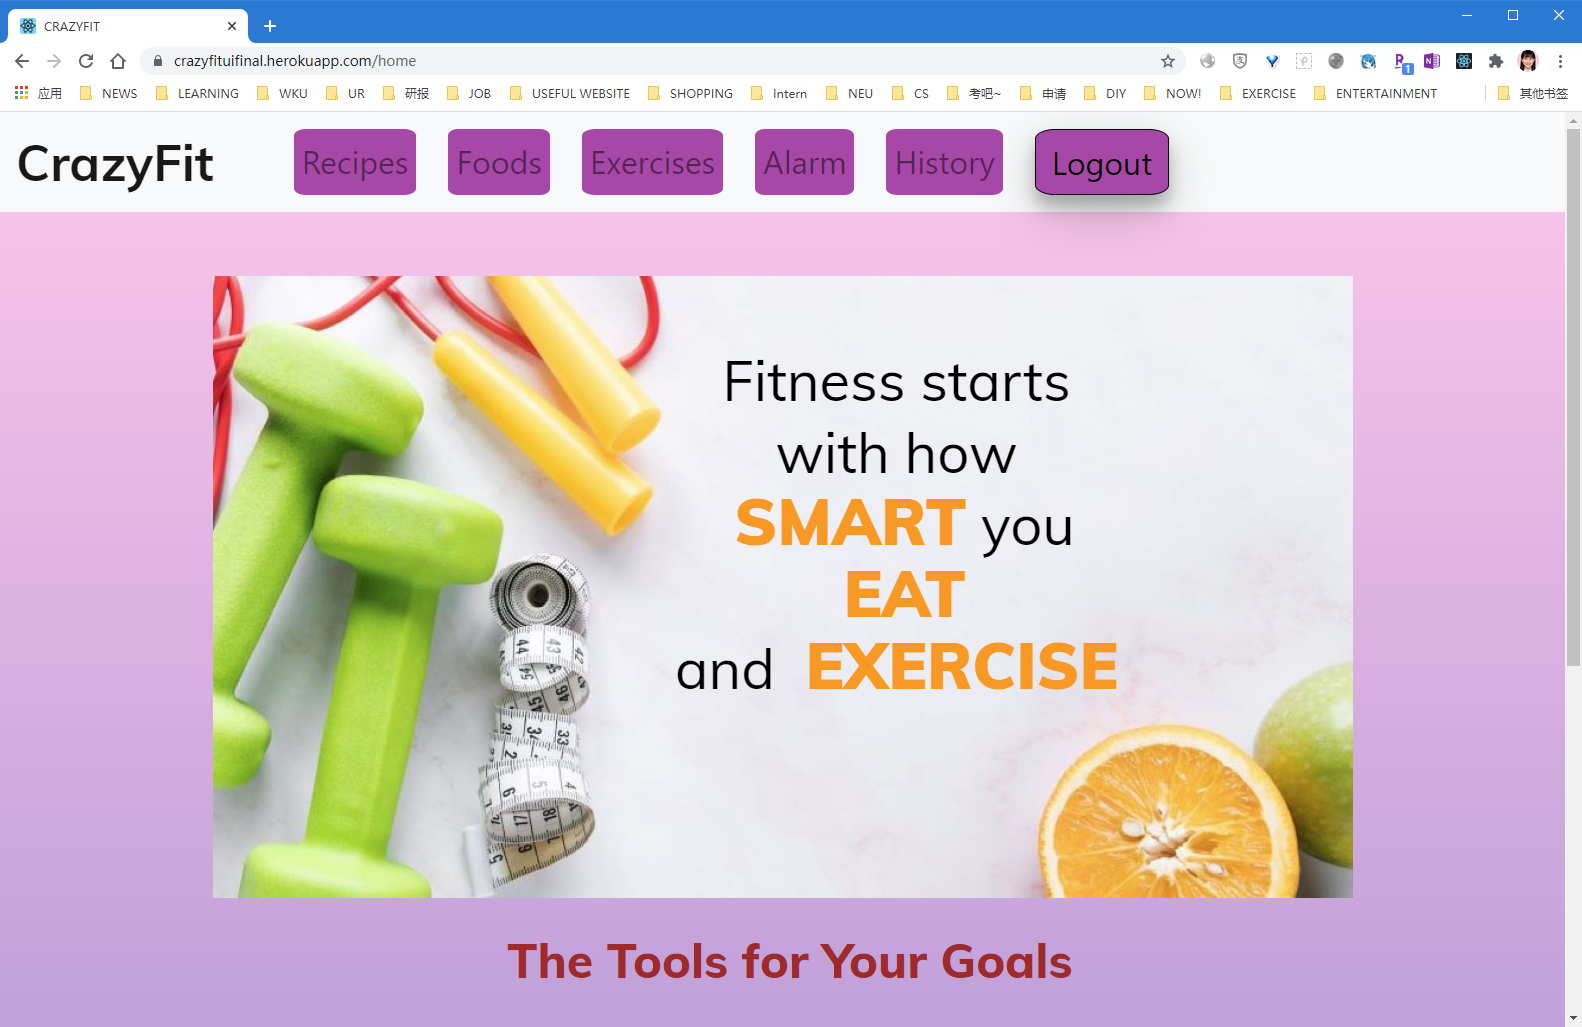 CRAZYFIT
crazyfituifinal.herokuapp.com/home
1
应用 NEWS LEARNING WKU UR 研报 JOB USEFUL WEBSITE SHOPPING Intern NEU CS 考吧~ 申请 DIY NOW! EXERCISE ENTERTAINMENT 其他书签
CrazyFit Recipes Foods Exercises Alarm History Logout
Fitness starts
with how
SMART you
EAT
and EXERCISE
The Tools for Your Goals